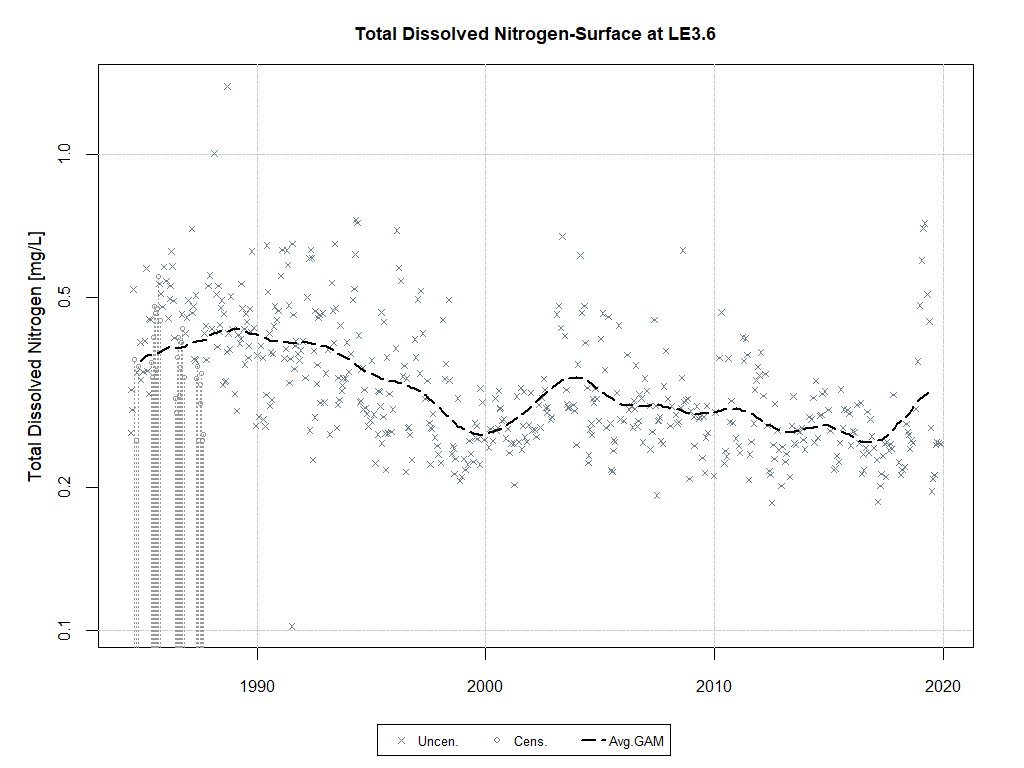 Total Dissolved Nitrogen-Surface at LE3.6
Total Dissolved Nitrogen [mg/L]
1.0
0.5
0.2
0.1
1990 2000 2010 2020
Uncen. Cens. Avg.GAM